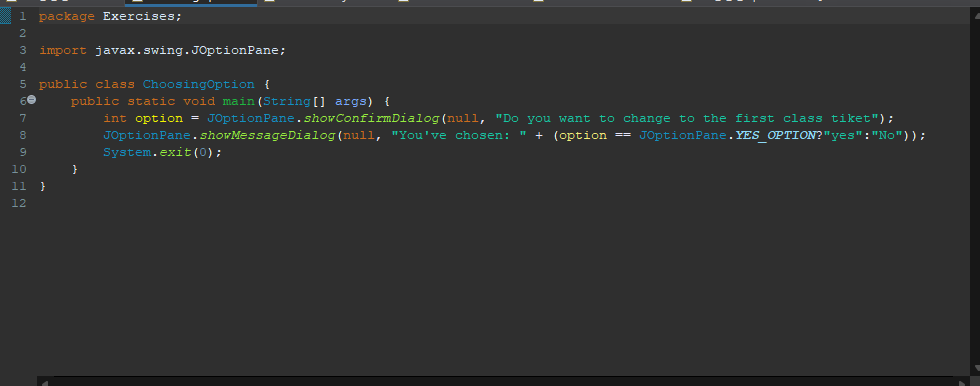 1 package Exercises;
2
3 import javax.swing.JOptionPane;
4
5 public class ChoosingOption {
6 public static void main(String[] args) {
7 int option = JOptionPane.showConfirmDialog(null, "Do you want to change to the first class tiket");
8 JOptionPane.showMessageDialog(null, "You've chosen: " + (option == JOptionPane.YES_OPTION?"yes":"No"));
9 System.exit(0);
10 }
11 }
12